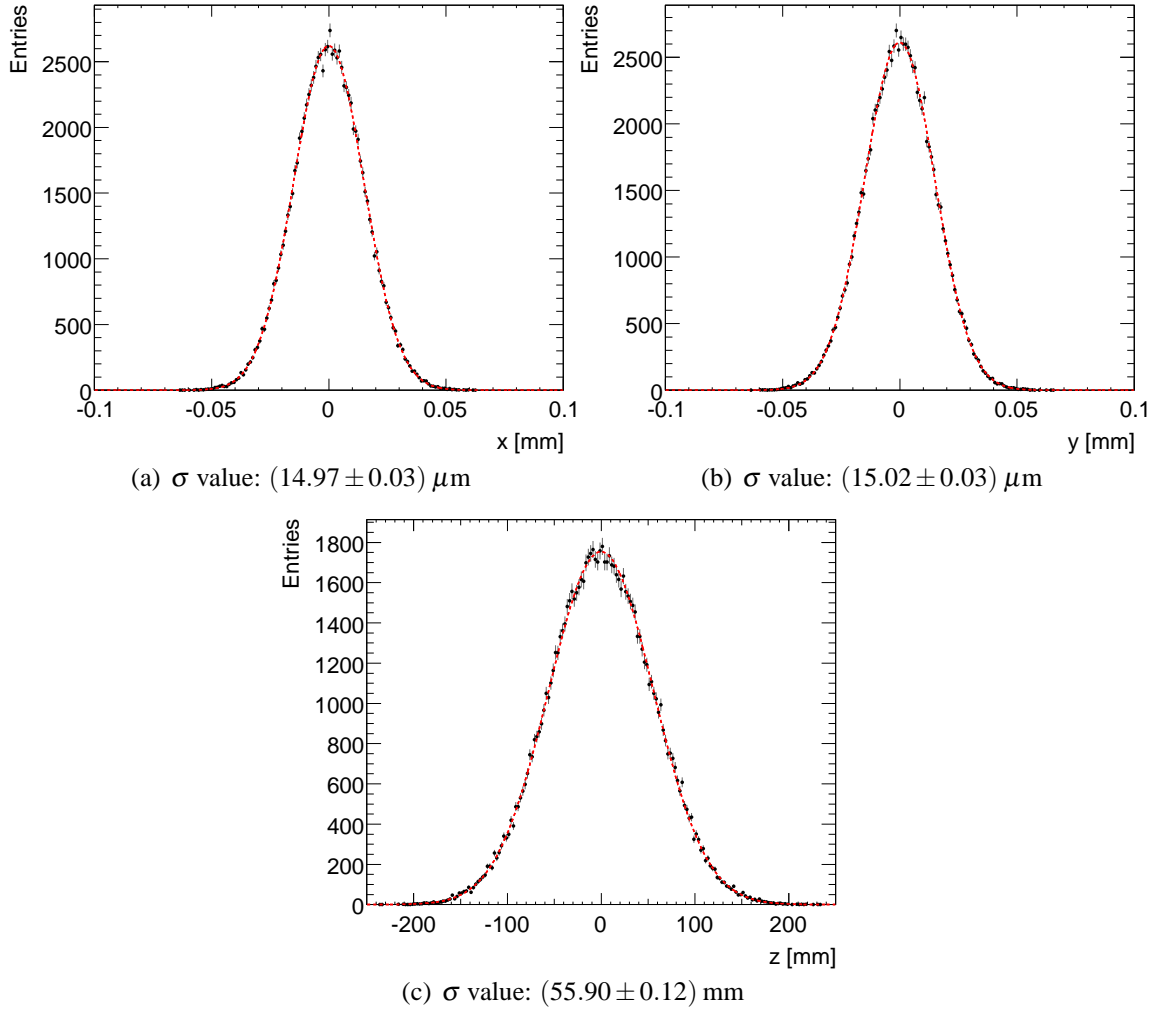 Entries
2500
2000
1500
1000
500
0
-0.1 -0.05 0 0.05 0.1
x [mm]
(a) σ value: (14.97 ± 0.03) μm
Entries
2500
2000
1500
1000
500
0
-0.1 -0.05 0 0.05 0.1
y [mm]
(b) σ value: (15.02 ± 0.03) μm
Entries
1800
1600
1400
1200
1000
800
600
400
200
0
-200 -100 0 100 200
z [mm]
(c) σ value: (55.90 ± 0.12) mm